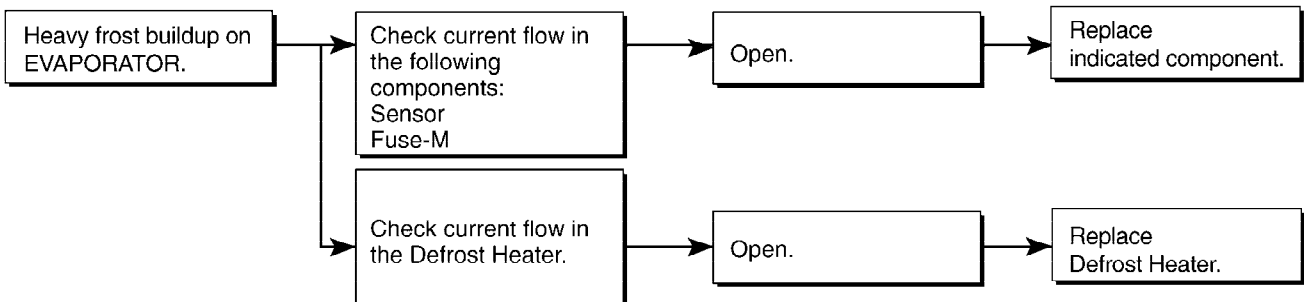 Heavy frost buildup on
EVAPORATOR.
Check current flow in
the following
components:
Sensor
Fuse-M
Open.
Replace
indicated component.
Check current flow in
the Defrost Heater.
Open.
Replace
Defrost Heater.